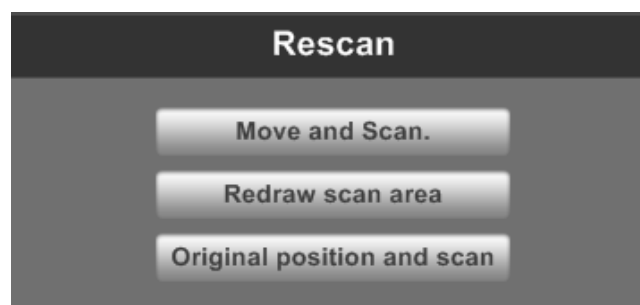 Rescan
Move and Scan.
Redraw scan area
Original position and scan